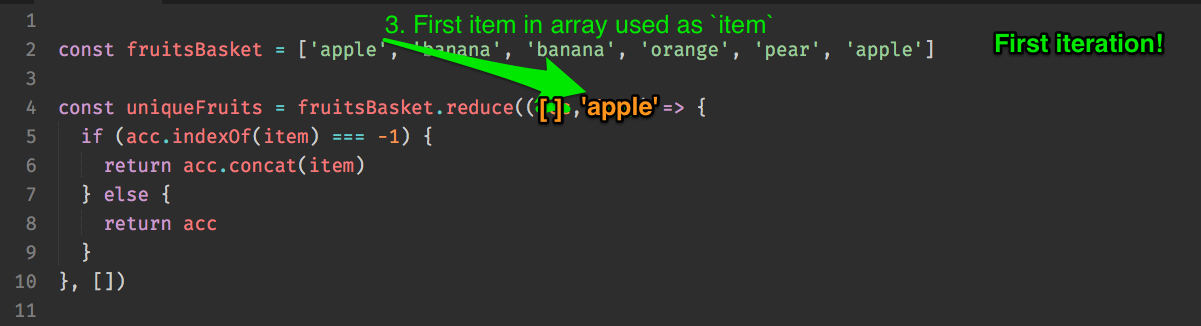 3. First item in array used as `item`
First iteration!
1
2 const fruitsBasket = ['apple', 'banana', 'banana', 'orange', 'pear', 'apple']
3
4 const uniqueFruits = fruitsBasket.reduce(([ ], 'apple' => {
5 if (acc.indexOf(item) === -1) {
6 return acc.concat(item)
7 } else {
8 return acc
9 }
10 }, [])
11